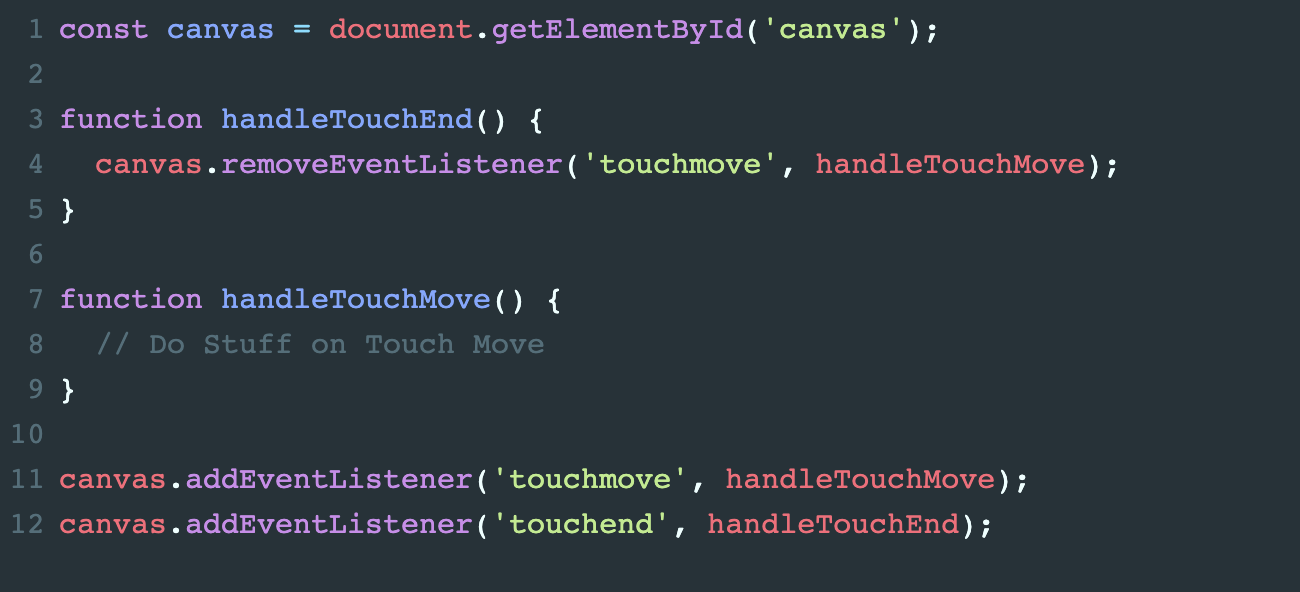 1 const canvas = document.getElementById('canvas');
2
3 function handleTouchEnd() {
4   canvas.removeEventListener('touchmove', handleTouchMove);
5 }
6
7 function handleTouchMove() {
8   // Do Stuff on Touch Move
9 }
10
11 canvas.addEventListener('touchmove', handleTouchMove);
12 canvas.addEventListener('touchend', handleTouchEnd);